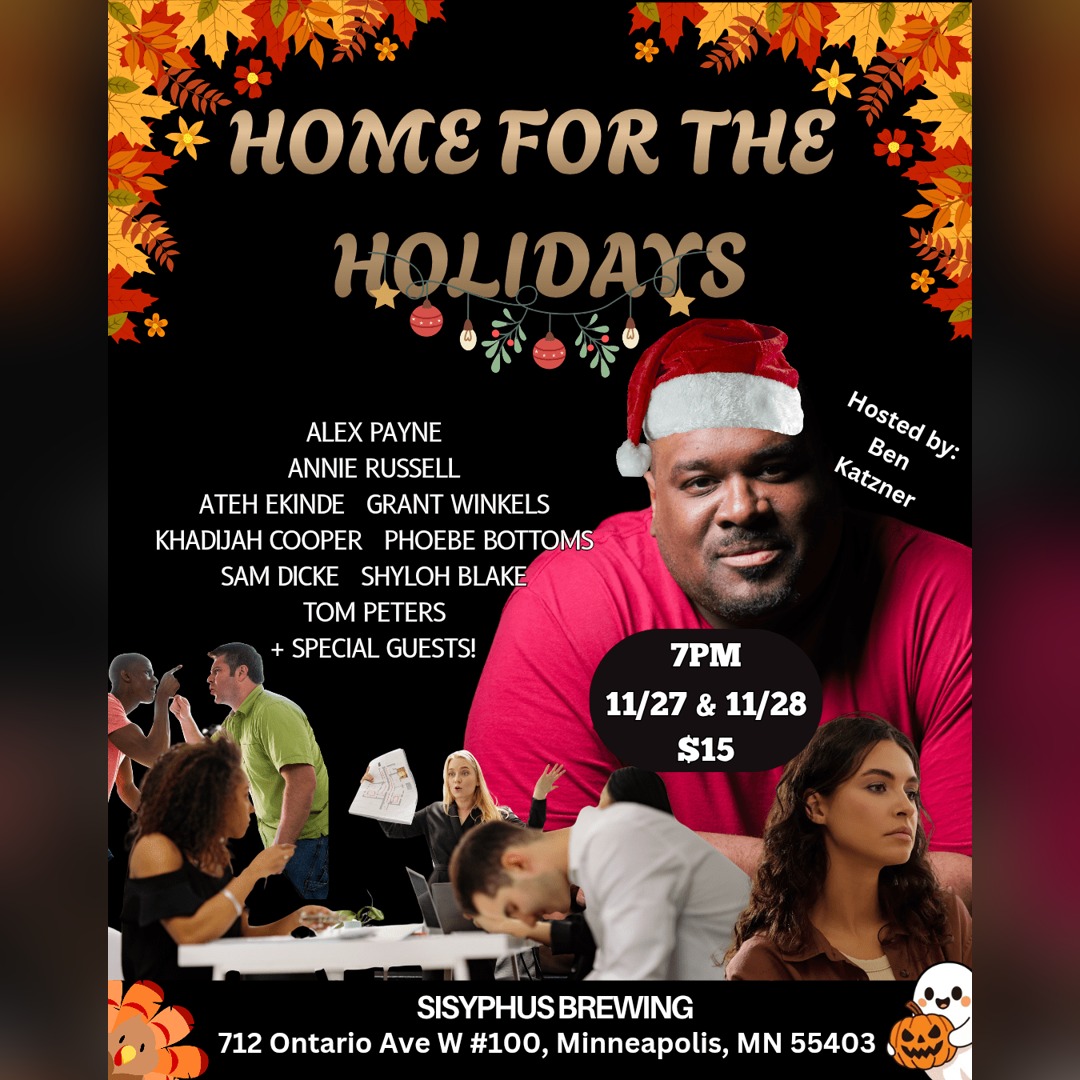 HOME FOR THE
HOLIDAYS
Hosted by:
Ben
Katzner
ALEX PAYNE
ANNIE RUSSELL
ATEH EKINDE GRANT WINKELS
KHADIJAH COOPER PHOEBE BOTTOMS
SAM DICKE SHYLOH BLAKE
TOM PETERS
+ SPECIAL GUESTS!
7PM
11/27 & 11/28
$15
SISYPHUS BREWING
712 Ontario Ave W #100, Minneapolis, MN 55403